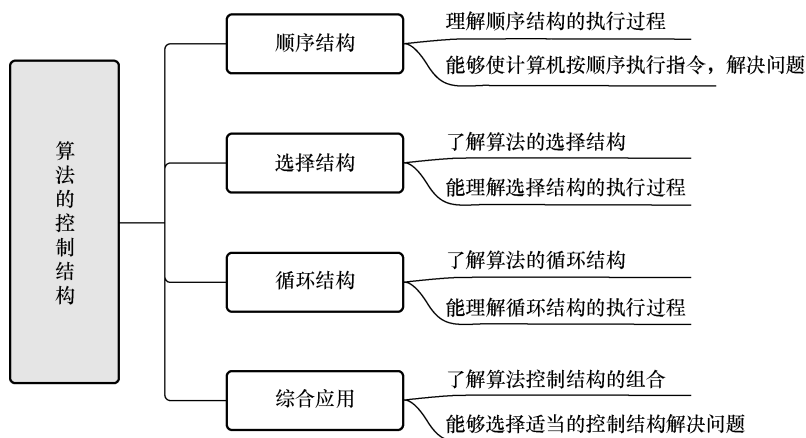 算法的控制结构
顺序结构
理解顺序结构的执行过程
能够使计算机按顺序执行指令，解决问题
选择结构
了解算法的选择结构
能理解选择结构的执行过程
循环结构
了解算法的循环结构
能理解循环结构的执行过程
综合应用
了解算法控制结构的组合
能够选择适当的控制结构解决问题